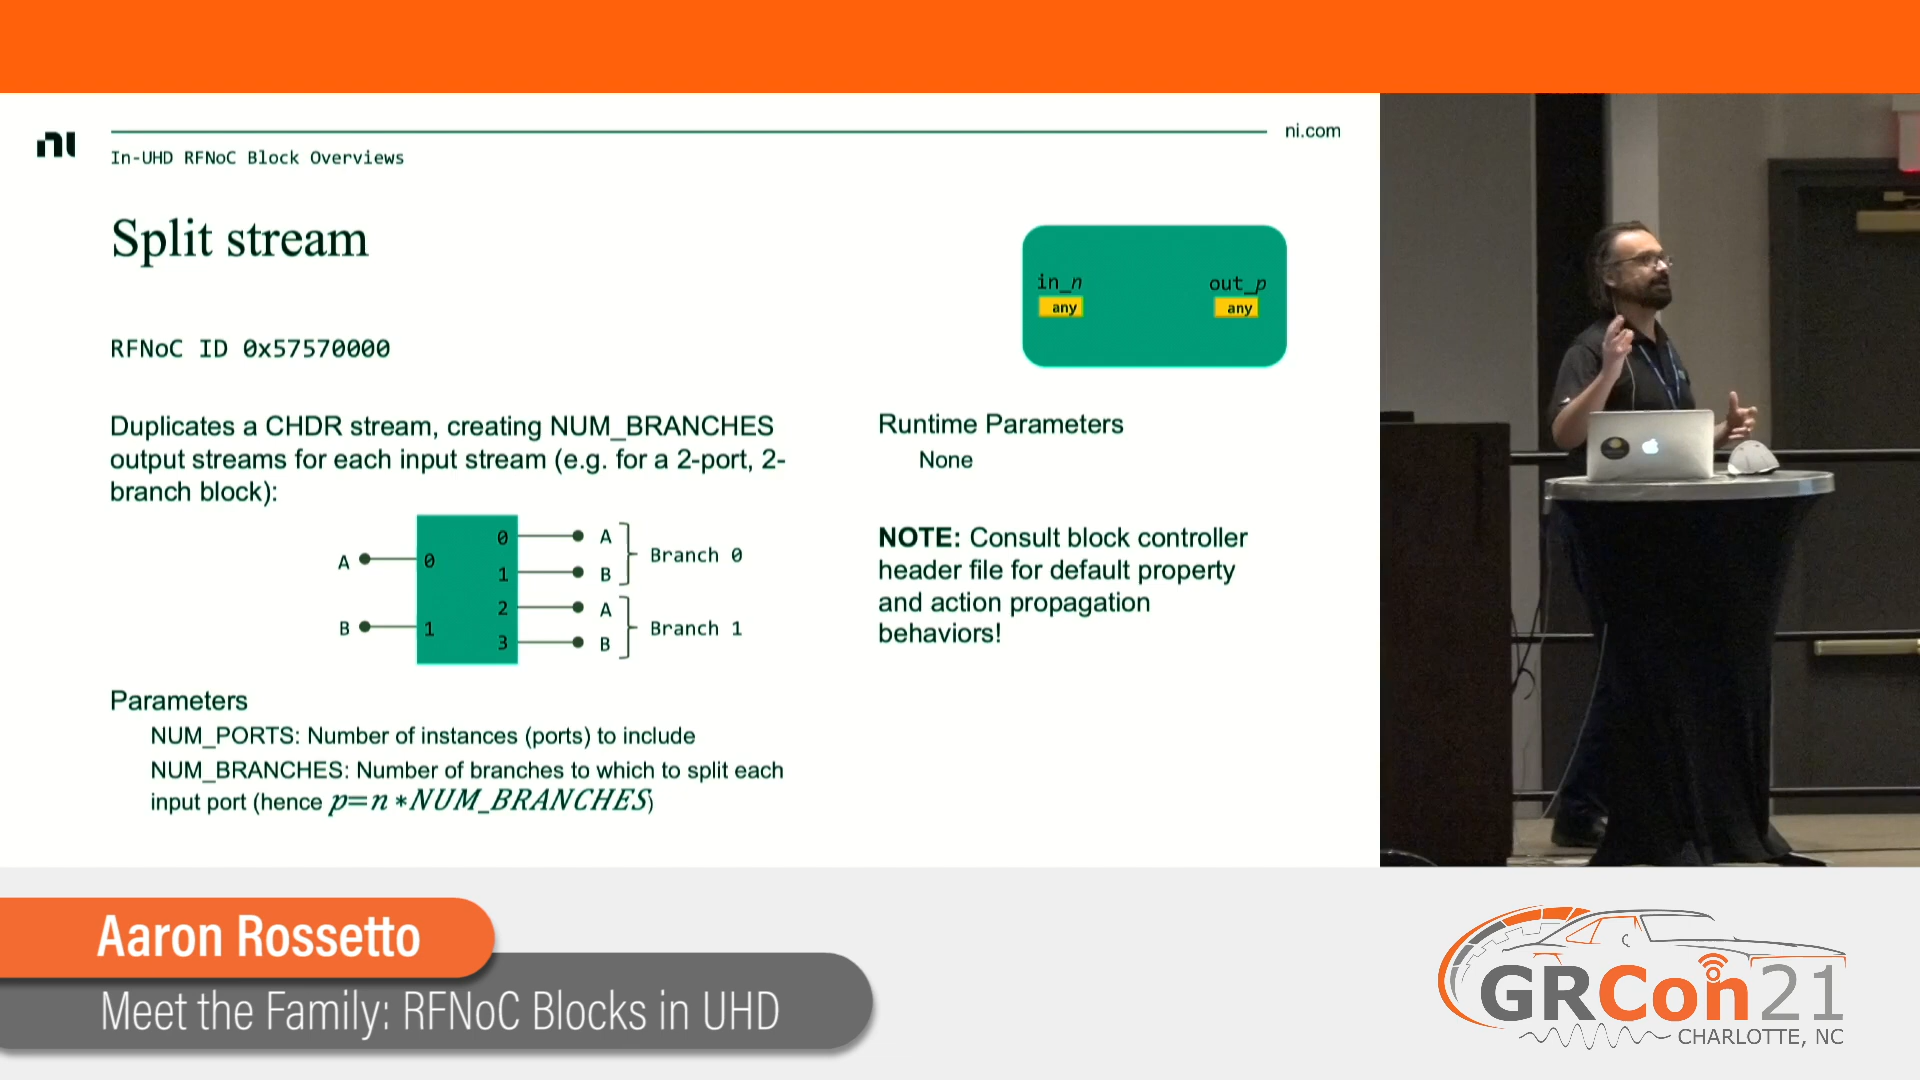 ni
ni.com
In-UHD RFNoC Block Overviews
Split stream
in_n
out_p
any
any
RFNoC ID 0x57570000
Duplicates a CHDR stream, creating NUM_BRANCHES
output streams for each input stream (e.g. for a 2-port, 2-
branch block):
A
0
B
1
0
A
1
B
Branch 0
2
A
3
B
Branch 1
Parameters
NUM_PORTS: Number of instances (ports) to include
NUM_BRANCHES: Number of branches to which to split each
input port (hence p=n*NUM_BRANCHES)
Runtime Parameters
None
NOTE: Consult block controller
header file for default property
and action propagation
behaviors!
Aaron Rossetto
Meet the Family: RFNoC Blocks in UHD
GRCon21
CHARLOTTE, NC